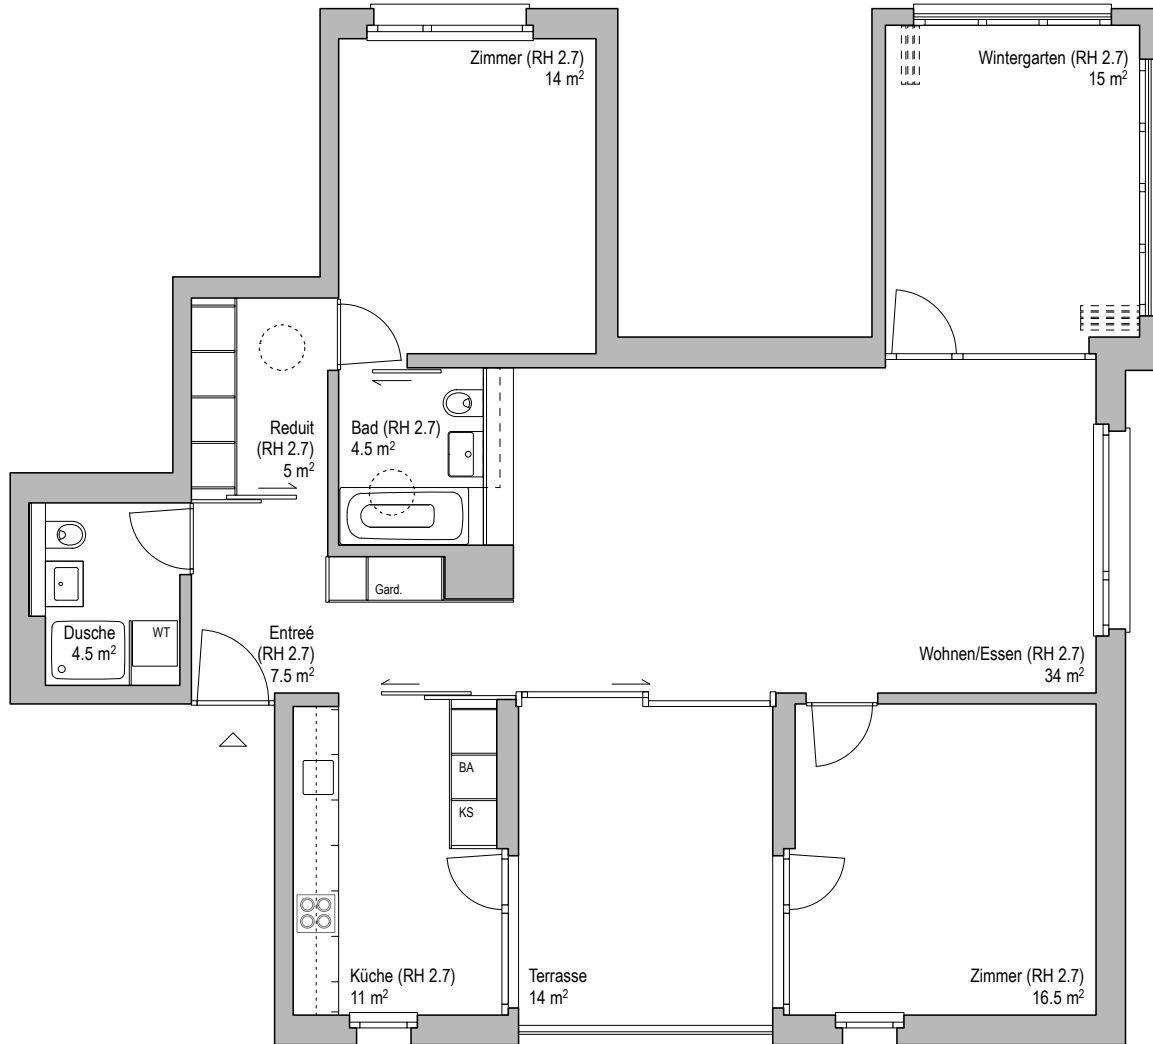 Zimmer (RH 2.7)
14 m²
Wintergarten (RH 2.7)
15 m²
Reduit
(RH 2.7)
5 m²
Bad (RH 2.7)
4.5 m²
Gard.
Dusche
4.5 m²
WT
Entreé
(RH 2.7)
7.5 m²
Wohnen/Essen (RH 2.7)
34 m²
BA
KS
Küche (RH 2.7)
11 m²
Terrasse
14 m²
Zimmer (RH 2.7)
16.5 m²